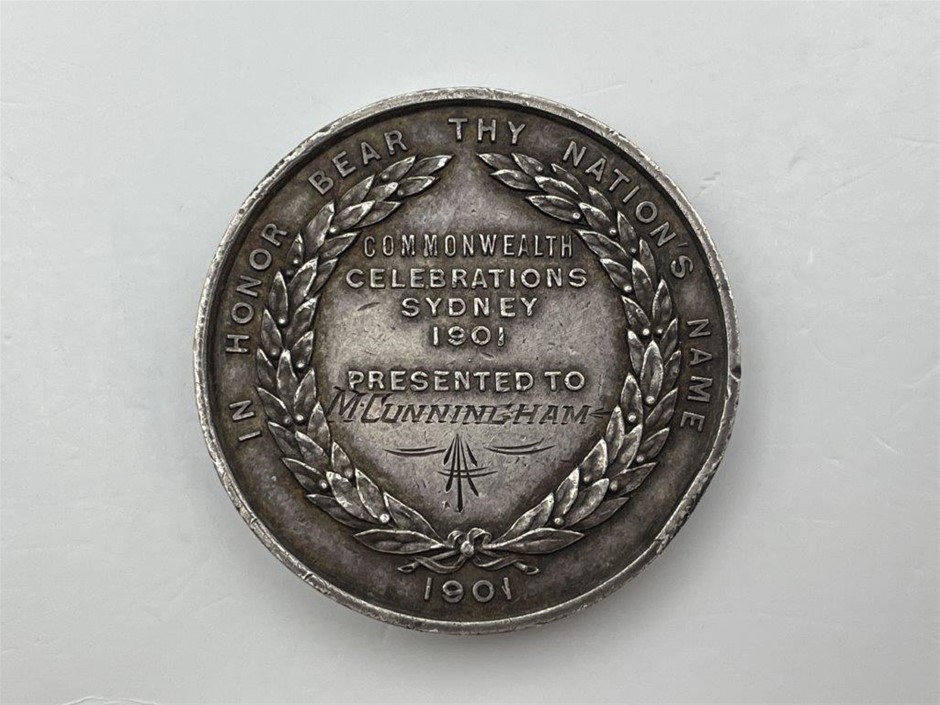 IN HONOR BEAR THY NATION'S NAME
COMMONWEALTH
CELEBRATIONS
SYDNEY
1901
PRESENTED TO
M. CUNNINGHAM
1901